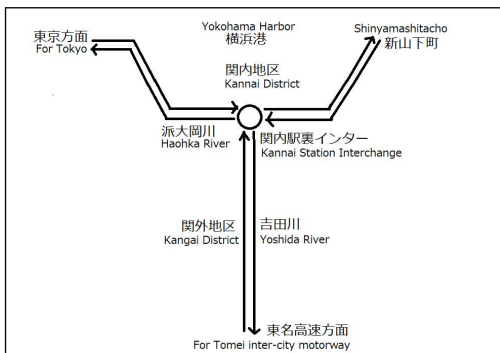 Yokohama Harbor
横浜港
東京方面
For Tokyo
Shinyamashitacho
新山下町
関内地区
Kannai District
派大岡川
Haohka River
関内駅裏インター
Kannai Station Interchange
関外地区
Kangai District
吉田川
Yoshida River
東名高速方面
For Tomei inter-city motorway